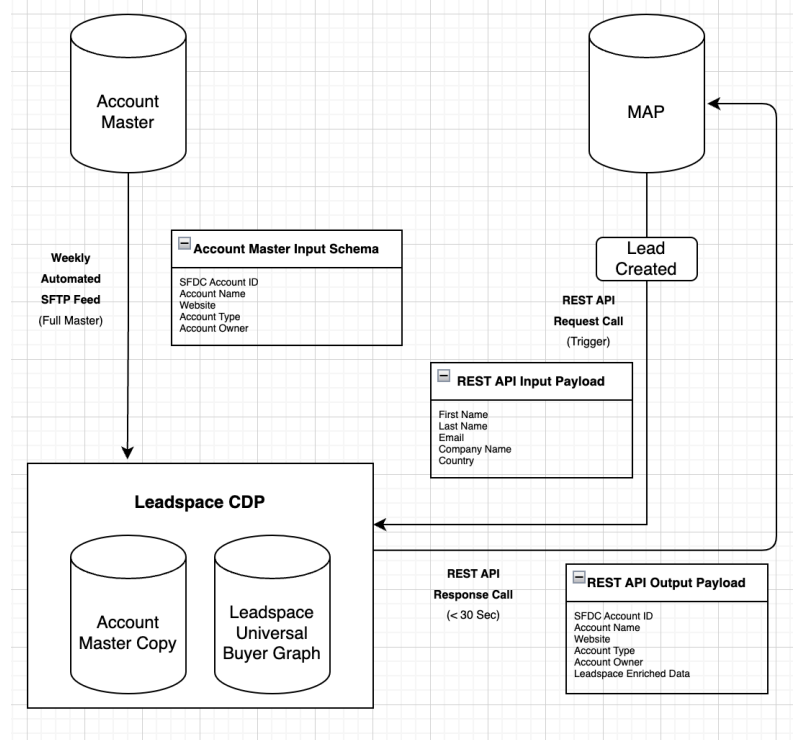 Account
Master
MAP
Weekly
Automated
SFTP Feed
(Full Master)
Account Master Input Schema
SFDC Account ID
Account Name
Website
Account Type
Account Owner
Lead
Created
REST API
Request Call
(Trigger)
REST API Input Payload
First Name
Last Name
Email
Company Name
Country
Leadspace CDP
Account
Master Copy
Leadspace
Universal
Buyer Graph
REST API
Response Call
(< 30 Sec)
REST API Output Payload
SFDC Account ID
Account Name
Website
Account Type
Account Owner
Leadspace Enriched Data